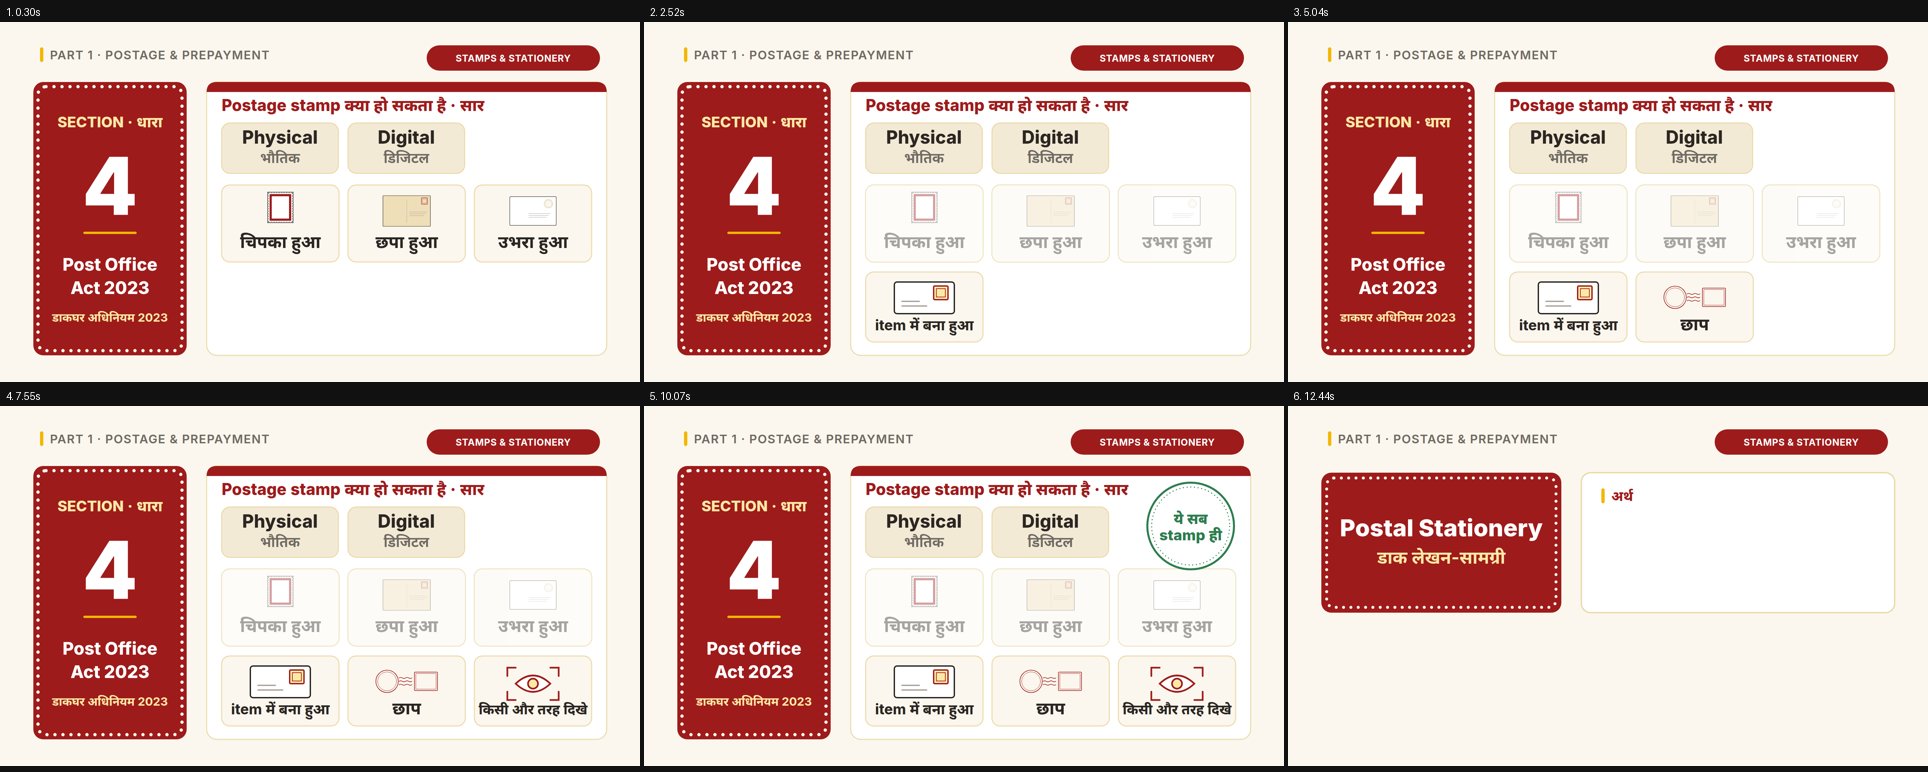 1. 0.30s
PART 1 · POSTAGE & PREPAYMENT
STAMPS & STATIONERY
SECTION · धारा
4
Post Office
Act 2023
डाकघर अधिनियम 2023
Postage stamp क्या हो सकता है · सार
Physical
भौतिक
Digital
डिजिटल
चिपका हुआ
छपा हुआ
उभरा हुआ
2. 2.52s
PART 1 · POSTAGE & PREPAYMENT
STAMPS & STATIONERY
SECTION · धारा
4
Post Office
Act 2023
डाकघर अधिनियम 2023
Postage stamp क्या हो सकता है · सार
Physical
भौतिक
Digital
डिजिटल
चिपका हुआ
छपा हुआ
उभरा हुआ
item में बना हुआ
3. 5.04s
PART 1 · POSTAGE & PREPAYMENT
STAMPS & STATIONERY
SECTION · धारा
4
Post Office
Act 2023
डाकघर अधिनियम 2023
Postage stamp क्या हो सकता है · सार
Physical
भौतिक
Digital
डिजिटल
चिपका हुआ
छपा हुआ
उभरा हुआ
item में बना हुआ
छाप
4. 7.55s
PART 1 · POSTAGE & PREPAYMENT
STAMPS & STATIONERY
SECTION · धारा
4
Post Office
Act 2023
डाकघर अधिनियम 2023
Postage stamp क्या हो सकता है · सार
Physical
भौतिक
Digital
डिजिटल
चिपका हुआ
छपा हुआ
उभरा हुआ
item में बना हुआ
छाप
किसी और तरह दिखे
5. 10.07s
PART 1 · POSTAGE & PREPAYMENT
STAMPS & STATIONERY
SECTION · धारा
4
Post Office
Act 2023
डाकघर अधिनियम 2023
Postage stamp क्या हो सकता है · सार
ये सब
stamp ही
Physical
भौतिक
Digital
डिजिटल
चिपका हुआ
छपा हुआ
उभरा हुआ
item में बना हुआ
छाप
किसी और तरह दिखे
6. 12.44s
PART 1 · POSTAGE & PREPAYMENT
STAMPS & STATIONERY
Postal Stationery
डाक लेखन-सामग्री
अर्थ